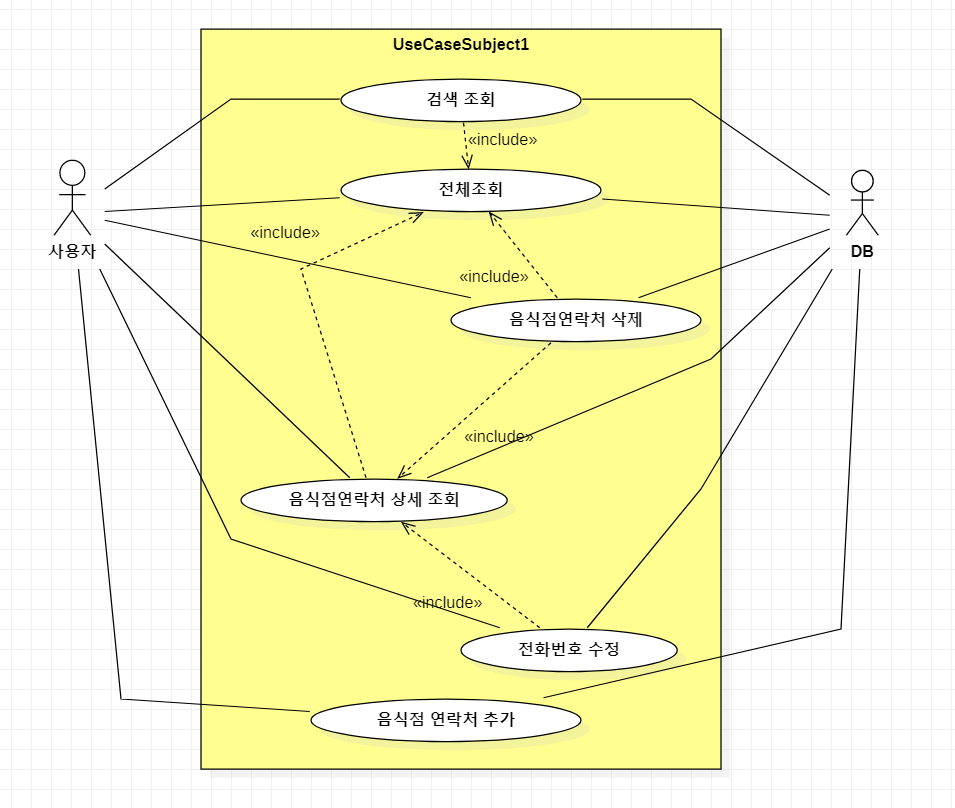 UseCaseSubject1
검색 조회
«include»
전체조회
«include»
사용자
DB
«include»
음식점연락처 삭제
«include»
음식점연락처 상세 조회
«include»
전화번호 수정
음식점 연락처 추가